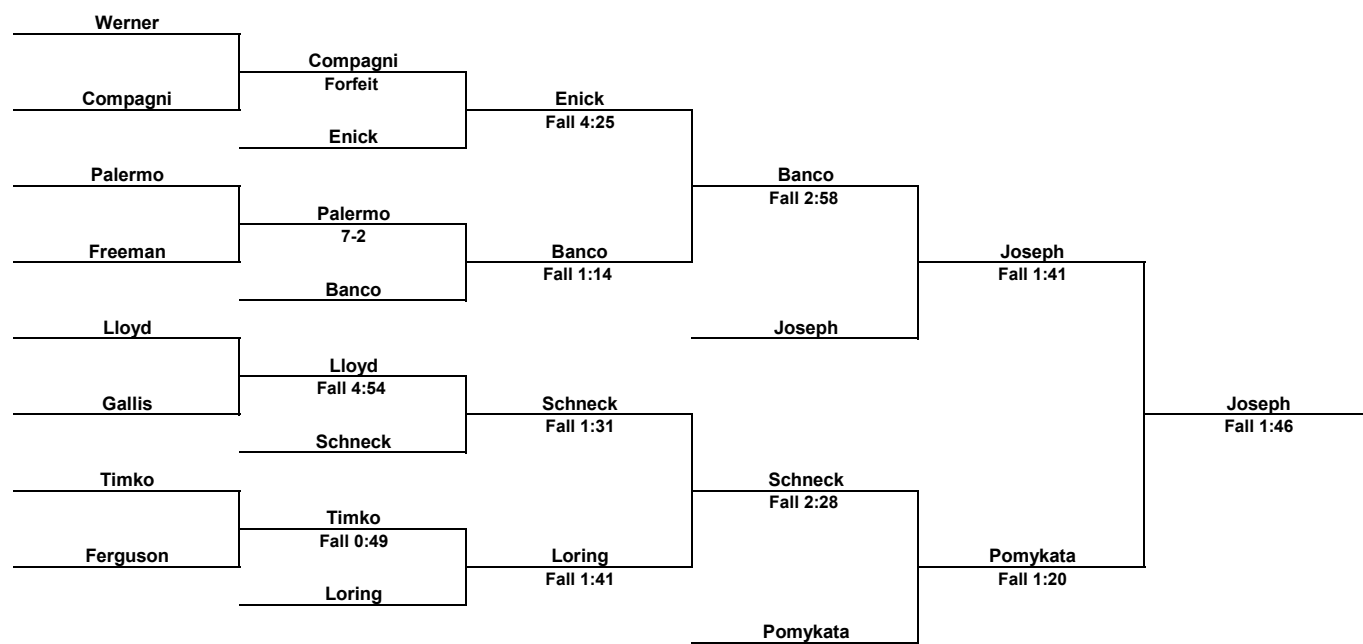 Werner
Compagni
Compagni
Forfeit
Enick
Enick
Fall 4:25
Palermo
Freeman
Palermo
7-2
Banco
Banco
Fall 1:14
Banco
Fall 2:58
Joseph
Joseph
Fall 1:41
Lloyd
Gallis
Lloyd
Fall 4:54
Schneck
Schneck
Fall 1:31
Timko
Ferguson
Timko
Fall 0:49
Loring
Loring
Fall 1:41
Schneck
Fall 2:28
Pomykata
Pomykata
Fall 1:20
Joseph
Fall 1:46